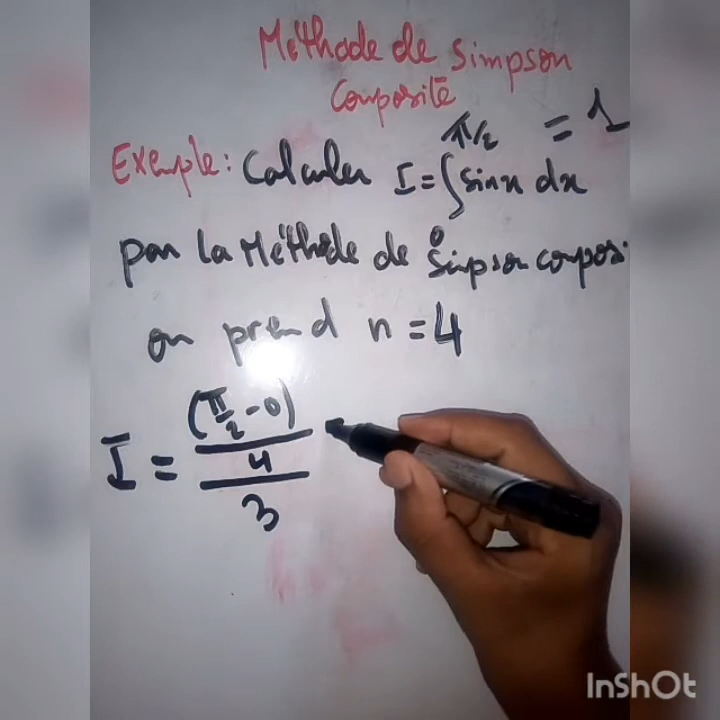 Méthode de Simpson
Composite
Exemple: Calculer I = ∫₀^{π/2} sinx dx = 1
par la Méthode de Simpson compos
on prend n = 4
I = (((π/2 - 0)/4)/3)
InShOt